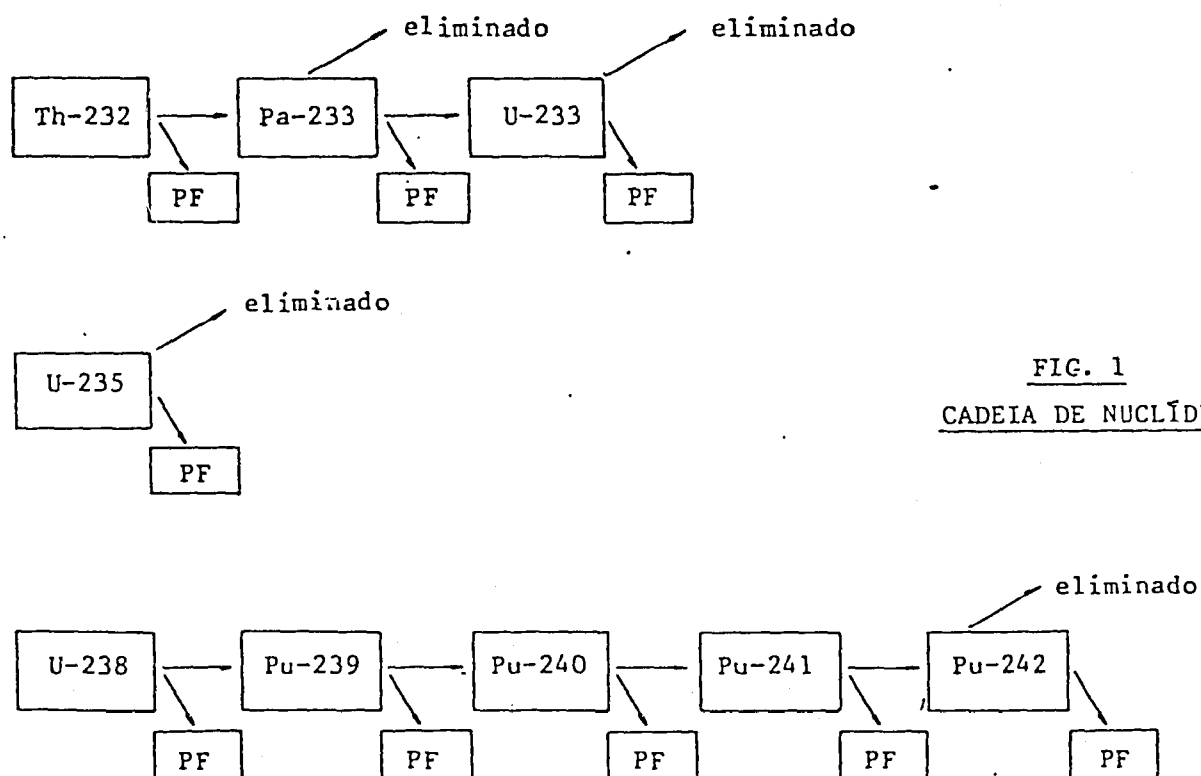 eliminado eliminado
Th-232 Pa-233 U-233
PF PF PF
eliminado
U-235
PF
FIG. 1
CADEIA DE NUCLÍD
eliminado
U-238 Pu-239 Pu-240 Pu-241 Pu-242
PF PF PF PF PF